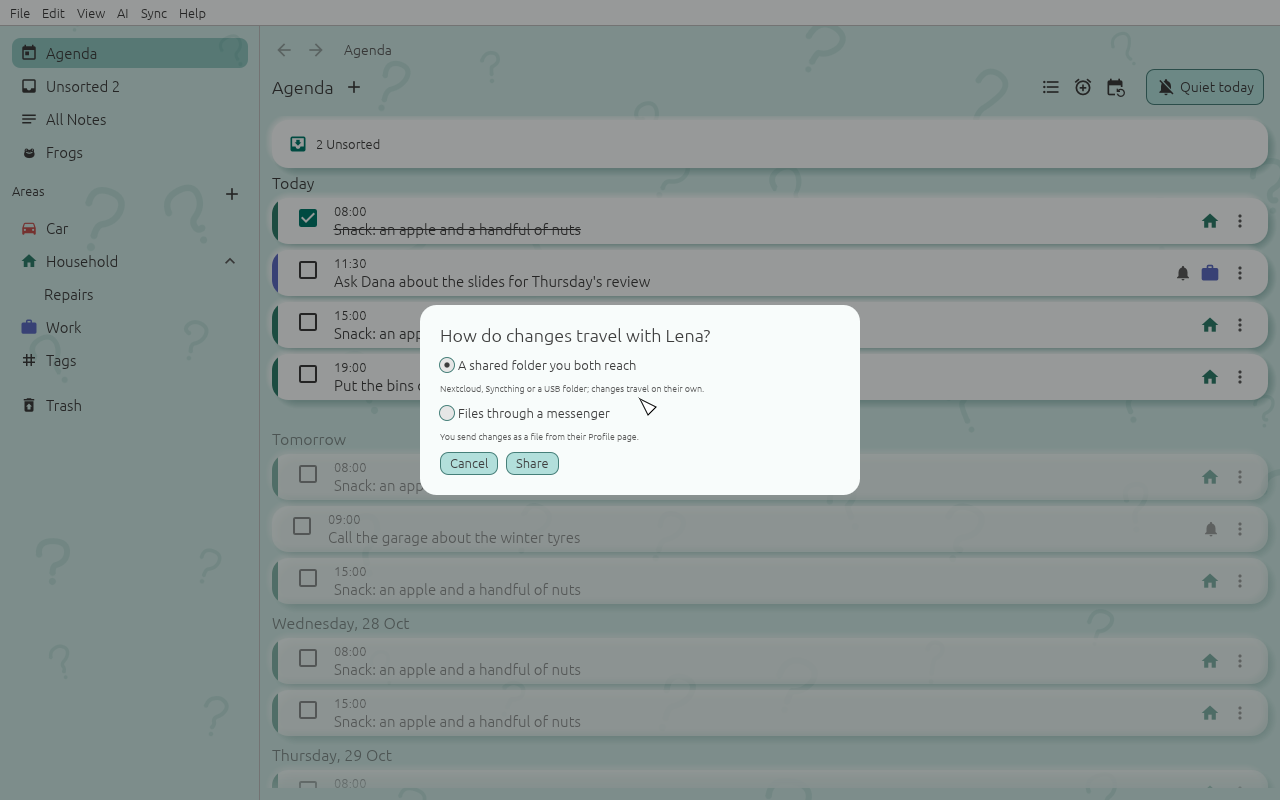 File Edit View AI Sync Help
Agenda
Unsorted 2
All Notes
Frogs
Areas
Car
Household
Repairs
Work
Tags
Trash
Agenda
Agenda
Quiet today
2 Unsorted
Today
08:00
Snack: an apple and a handful of nuts
11:30
Ask Dana about the slides for Thursday's review
15:00
Snack: an app
19:00
Put the bins
How do changes travel with Lena?
A shared folder you both reach
Nextcloud, Syncthing or a USB folder; changes travel on their own.
Files through a messenger
You send changes as a file from their Profile page.
Cancel Share
Tomorrow
08:00
Snack: an app
09:00
Call the garage about the winter tyres
15:00
Snack: an apple and a handful of nuts
Wednesday, 28 Oct
08:00
Snack: an apple and a handful of nuts
15:00
Snack: an apple and a handful of nuts
Thursday, 29 Oct
08:00